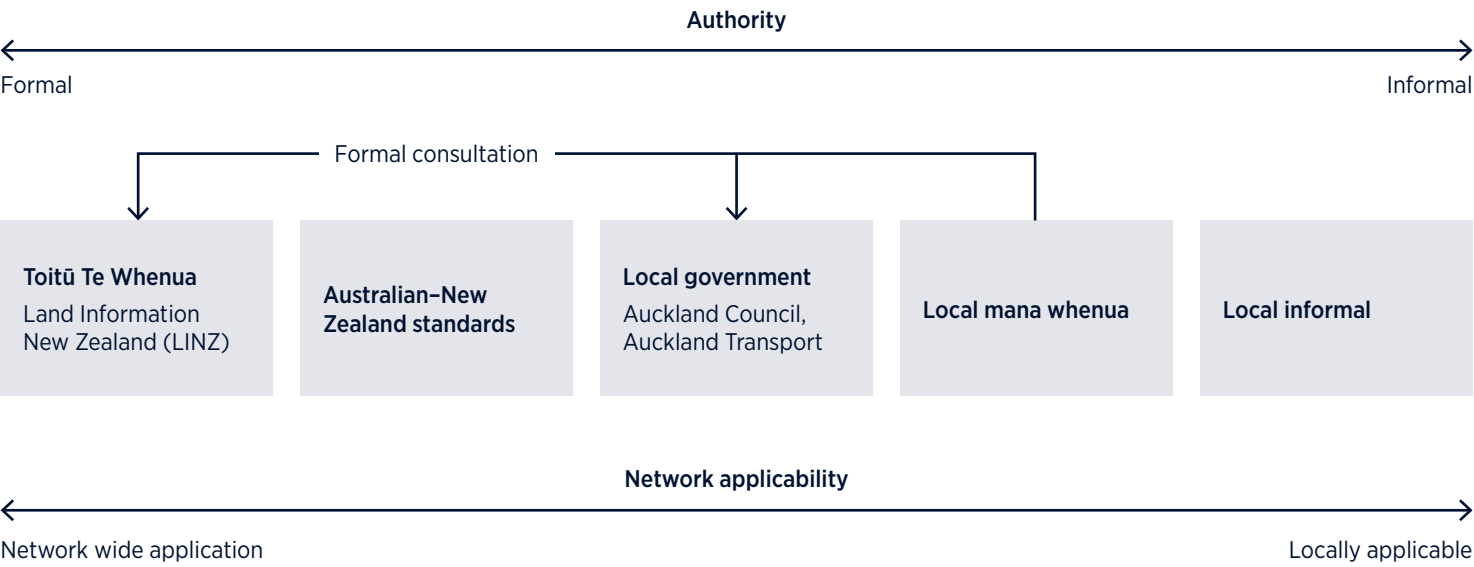 Authority
Formal
Informal
Formal consultation
Toitū Te Whenua
Land Information
New Zealand (LINZ)
Australian–New
Zealand standards
Local government
Auckland Council,
Auckland Transport
Local mana whenua
Local informal
Network applicability
Network wide application
Locally applicable